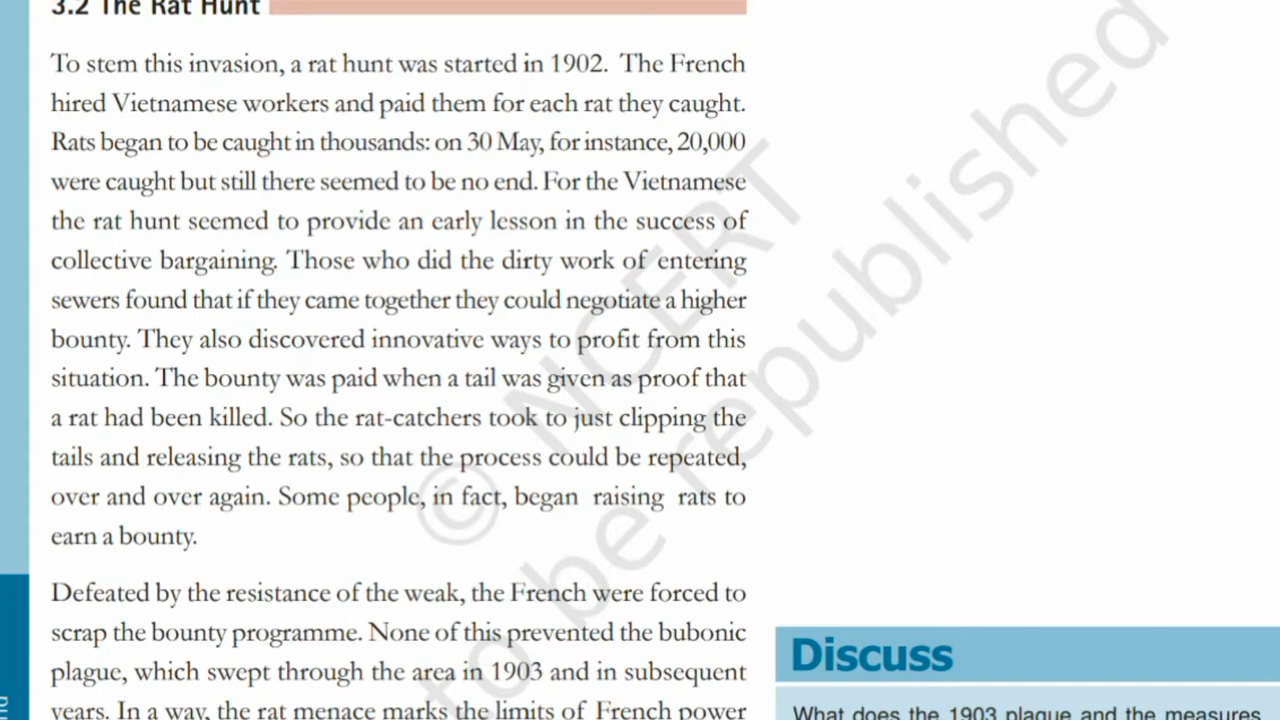 3.2 The Rat Hunt
To stem this invasion, a rat hunt was started in 1902. The French
hired Vietnamese workers and paid them for each rat they caught.
Rats began to be caught in thousands: on 30 May, for instance, 20,000
were caught but still there seemed to be no end. For the Vietnamese
the rat hunt seemed to provide an early lesson in the success of
collective bargaining. Those who did the dirty work of entering
sewers found that if they came together they could negotiate a higher
bounty. They also discovered innovative ways to profit from this
situation. The bounty was paid when a tail was given as proof that
a rat had been killed. So the rat-catchers took to just clipping the
tails and releasing the rats, so that the process could be repeated,
over and over again. Some people, in fact, began raising rats to
earn a bounty.
Defeated by the resistance of the weak, the French were forced to
scrap the bounty programme. None of this prevented the bubonic
plague, which swept through the area in 1903 and in subsequent
years. In a way, the rat menace marks the limits of French power
Discuss
What does the 1903 plague and the measures
© NCERT
to be republished